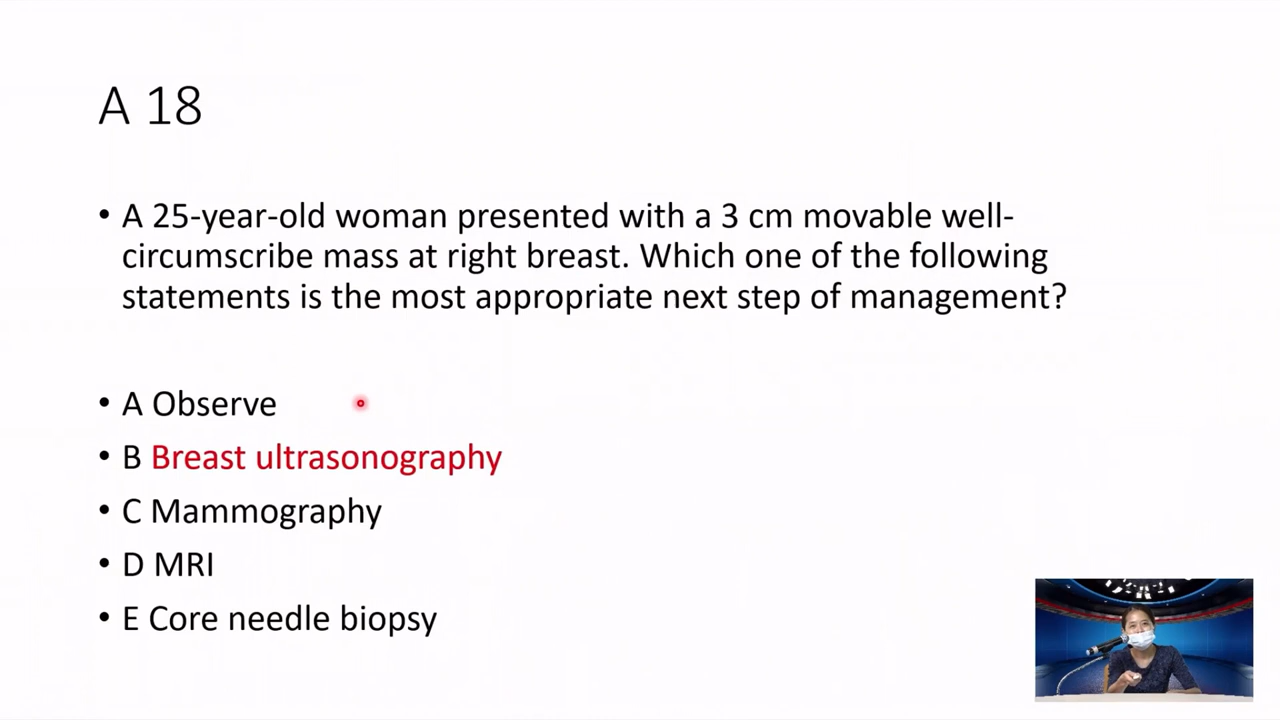 A 18
• A 25-year-old woman presented with a 3 cm movable well-
circumscribe mass at right breast. Which one of the following
statements is the most appropriate next step of management?
• A Observe
• B Breast ultrasonography
• C Mammography
• D MRI
• E Core needle biopsy